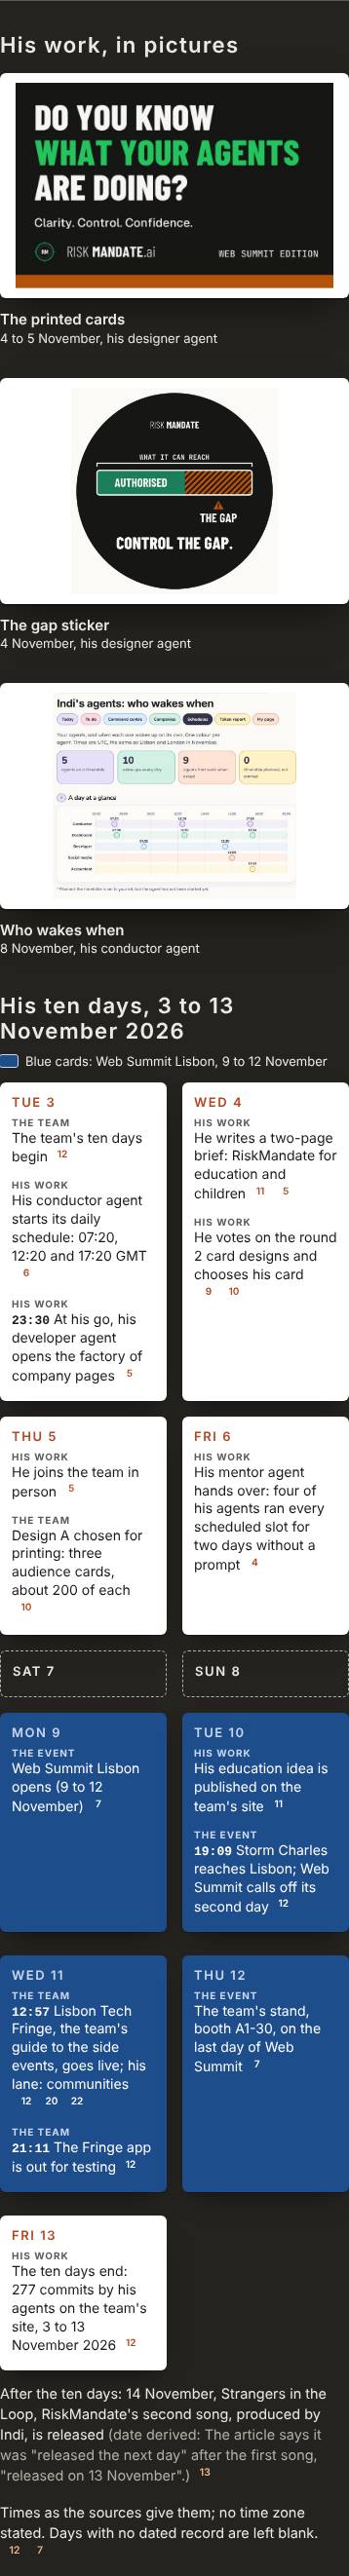 His work, in pictures
DO YOU KNOW
WHAT YOUR AGENTS
ARE DOING?
Clarity. Control. Confidence.
RM
RISK MANDATE.ai
WEB SUMMIT EDITION
The printed cards
4 to 5 November, his designer agent
RISK MANDATE
WHAT IT CAN REACH
AUTHORISED
THE GAP
CONTROL THE GAP.
The gap sticker
4 November, his designer agent
Indi's agents: who wakes when
Today
To do
Command centre
Companies
Schedules
Token report
My page
5
10
9
0
A day at a glance
Conductor
Developer
Social media
Accountant
Who wakes when
8 November, his conductor agent
His ten days, 3 to 13
November 2026
Blue cards: Web Summit Lisbon, 9 to 12 November
TUE 3
THE TEAM
The team's ten days
begin 12
HIS WORK
His conductor agent
starts its daily
schedule: 07:20,
12:20 and 17:20 GMT
6
HIS WORK
23:30 At his go, his
developer agent
opens the factory of
company pages 5
WED 4
HIS WORK
He writes a two-page
brief: RiskMandate for
education and
children 11 5
HIS WORK
He votes on the round
2 card designs and
chooses his card
9 10
THU 5
HIS WORK
He joins the team in
person 5
THE TEAM
Design A chosen for
printing: three
audience cards,
about 200 of each
10
FRI 6
HIS WORK
His mentor agent
hands over: four of
his agents ran every
scheduled slot for
two days without a
prompt 4
SAT 7
SUN 8
MON 9
THE EVENT
Web Summit Lisbon
opens (9 to 12
November) 7
TUE 10
HIS WORK
His education idea is
published on the
team's site 11
THE EVENT
19:09 Storm Charles
reaches Lisbon; Web
Summit calls off its
second day 12
WED 11
THE TEAM
12:57 Lisbon Tech
Fringe, the team's
guide to the side
events, goes live; his
lane: communities
12 20 22
THE TEAM
21:11 The Fringe app
is out for testing 12
THU 12
THE EVENT
The team's stand,
booth A1-30, on the
last day of Web
Summit 7
FRI 13
HIS WORK
The ten days end:
277 commits by his
agents on the team's
site, 3 to 13
November 2026 12
After the ten days: 14 November, Strangers in the
Loop, RiskMandate's second song, produced by
Indi, is released (date derived: The article says it
was "released the next day" after the first song,
"released on 13 November".) 13
Times as the sources give them; no time zone
stated. Days with no dated record are left blank.
12 7